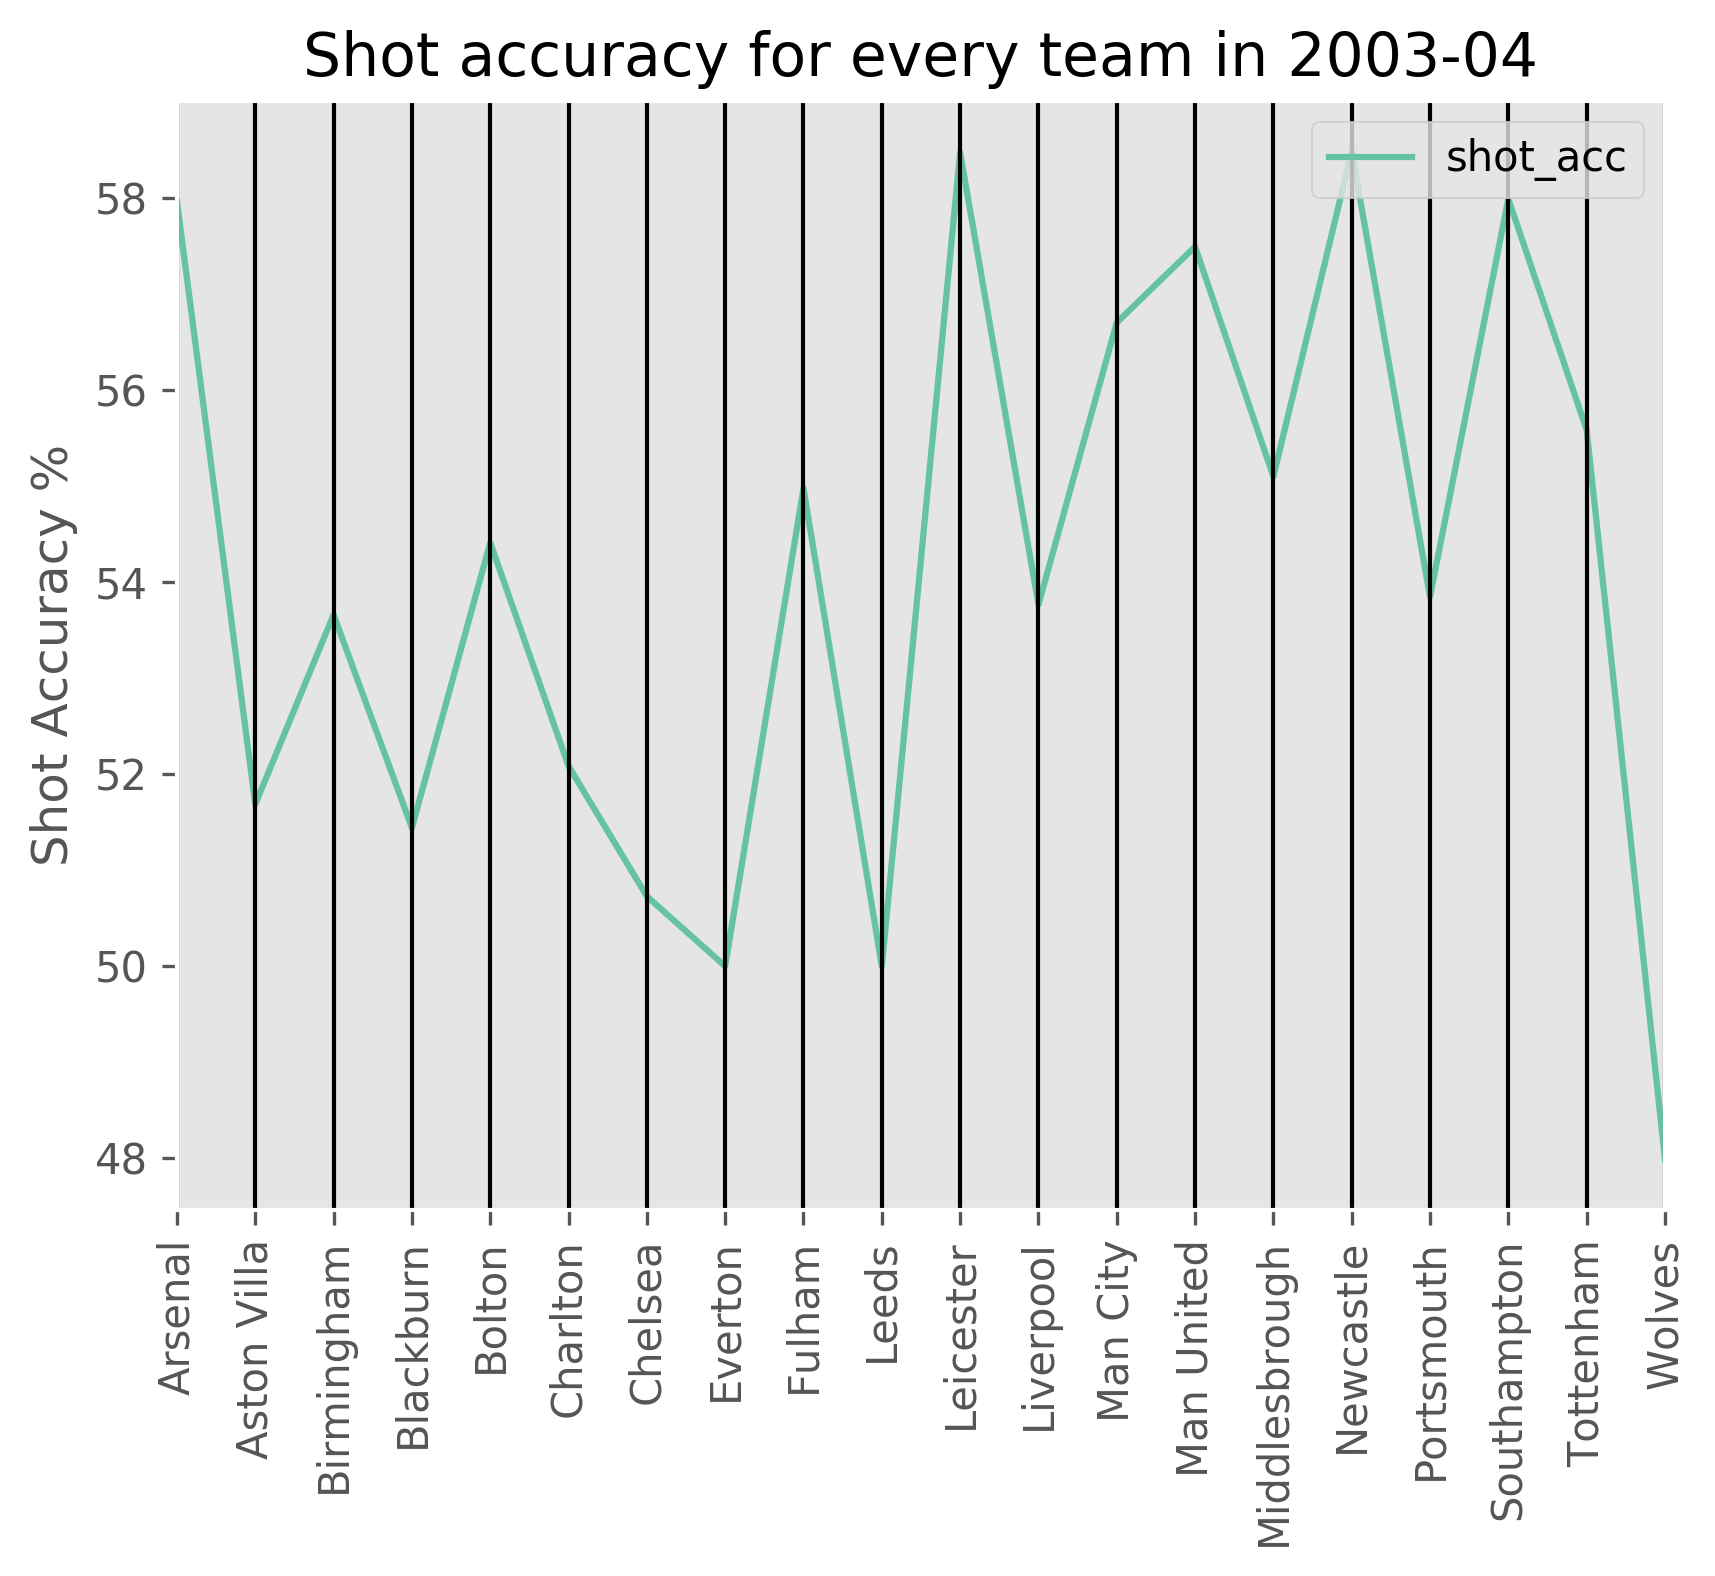 Shot accuracy for every team in 2003-04
shot_acc
Shot Accuracy %
58
56
54
52
50
48
Arsenal
Aston Villa
Birmingham
Blackburn
Bolton
Charlton
Chelsea
Everton
Fulham
Leeds
Leicester
Liverpool
Man City
Man United
Middlesbrough
Newcastle
Portsmouth
Southampton
Tottenham
Wolves